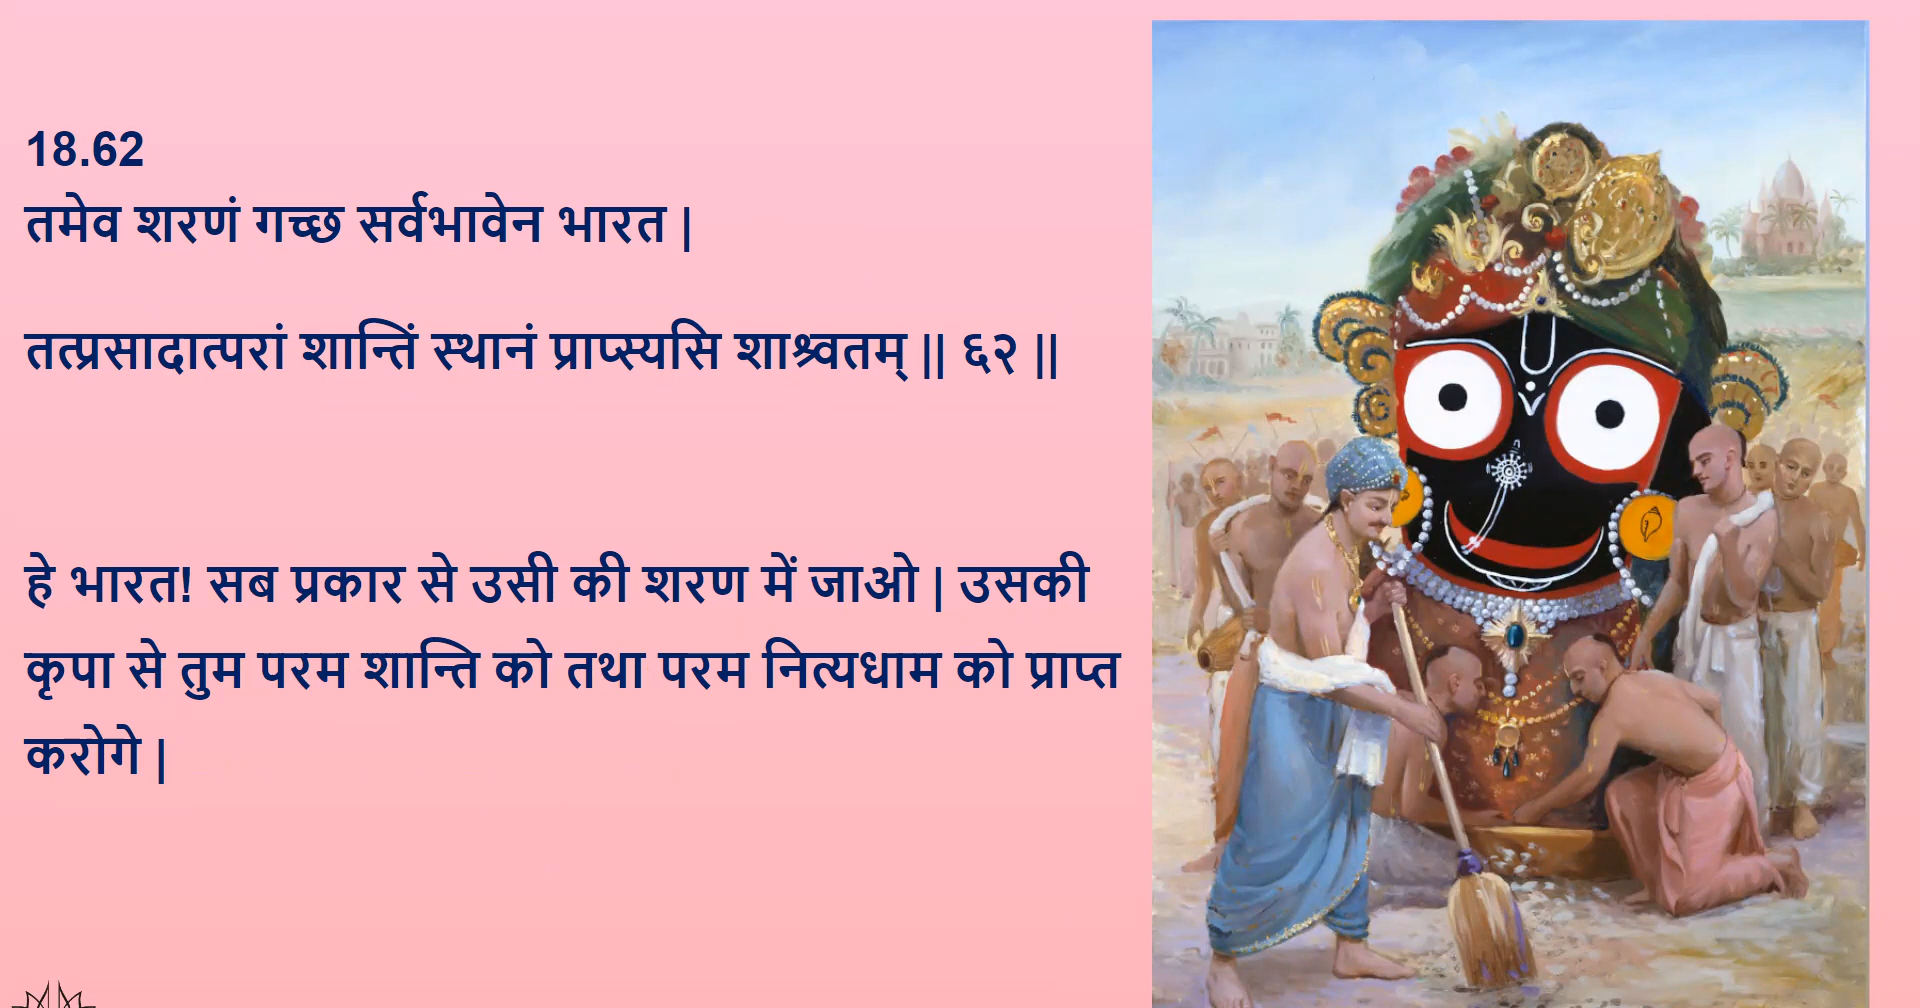 18.62
तमेव शरणं गच्छ सर्वभावेन भारत |
तत्प्रसादात्परां शान्तिं स्थानं प्राप्स्यसि शाश्र्वतम् || ६२ ||
हे भारत! सब प्रकार से उसी की शरण में जाओ | उसकी
कृपा से तुम परम शान्ति को तथा परम नित्यधाम को प्राप्त
करोगे |